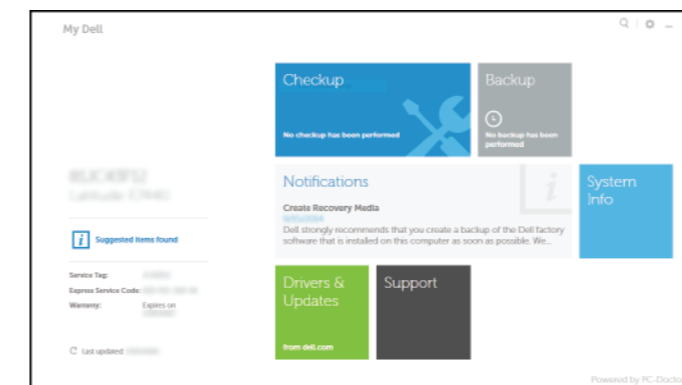 My Dell
Checkup
No checkup has been performed
Backup
No backup has been
performed
Notifications
Create Recovery Media
Dell strongly recommends that you create a backup of the Dell factory
software that is installed on this computer as soon as possible. We...
System
Info
Suggested items found
Service Tag:
Express Service Code:
Warranty: Expires on
Last updated
Drivers &
Updates
from dell.com
Support
Powered by PC-Docto